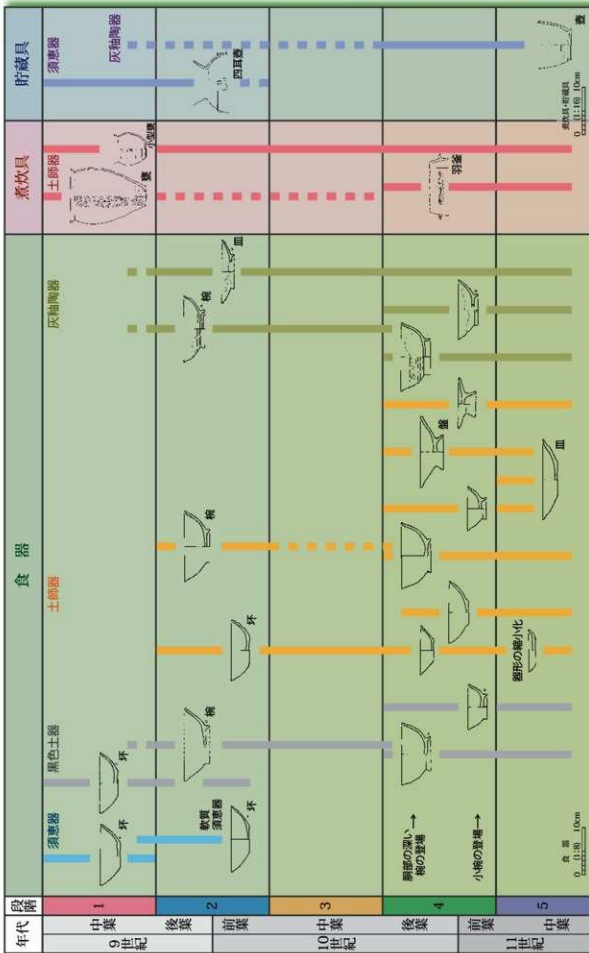 年代
段階
食器
煮炊具
貯蔵具
須恵器
黒色土器
土師器
灰釉陶器
土師器
須恵器
灰釉陶器
9世紀
中葉
後葉
10世紀
前葉
中葉
後葉
11世紀
前葉
中葉
1
2
3
4
5
坏
坏
甕
小型甕
軟質
須恵器
坏
椀
坏
椀
椀
皿
四耳壺
胴部の深い
椀の登場→
小椀の登場→
盤
羽釜
器形の縮小化
皿
壺
食器
0 (1:8) 10cm
煮炊具・貯蔵具
0 (1:16) 10cm